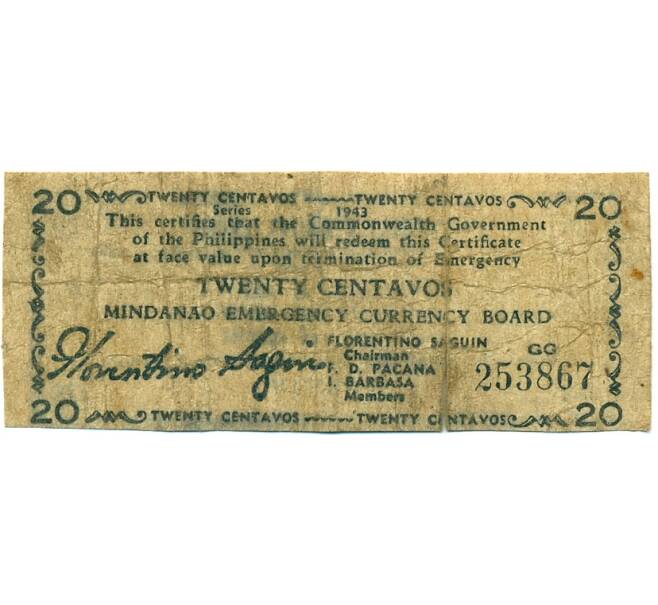 20 TWENTY CENTAVOS TWENTY CENTAVOS 20
Series 1943
This certifies that the Commonwealth Government
of the Philippines will redeem this Certificate
at face value upon termination of Emergency
TWENTY CENTAVOS
MINDANAO EMERGENCY CURRENCY BOARD
Florentino Saguin
FLORENTINO SAGUIN
Chairman
F. D. PACANA
I. BARBASA
Members
GG
253867
20 TWENTY CENTAVOS TWENTY CENTAVOS 20